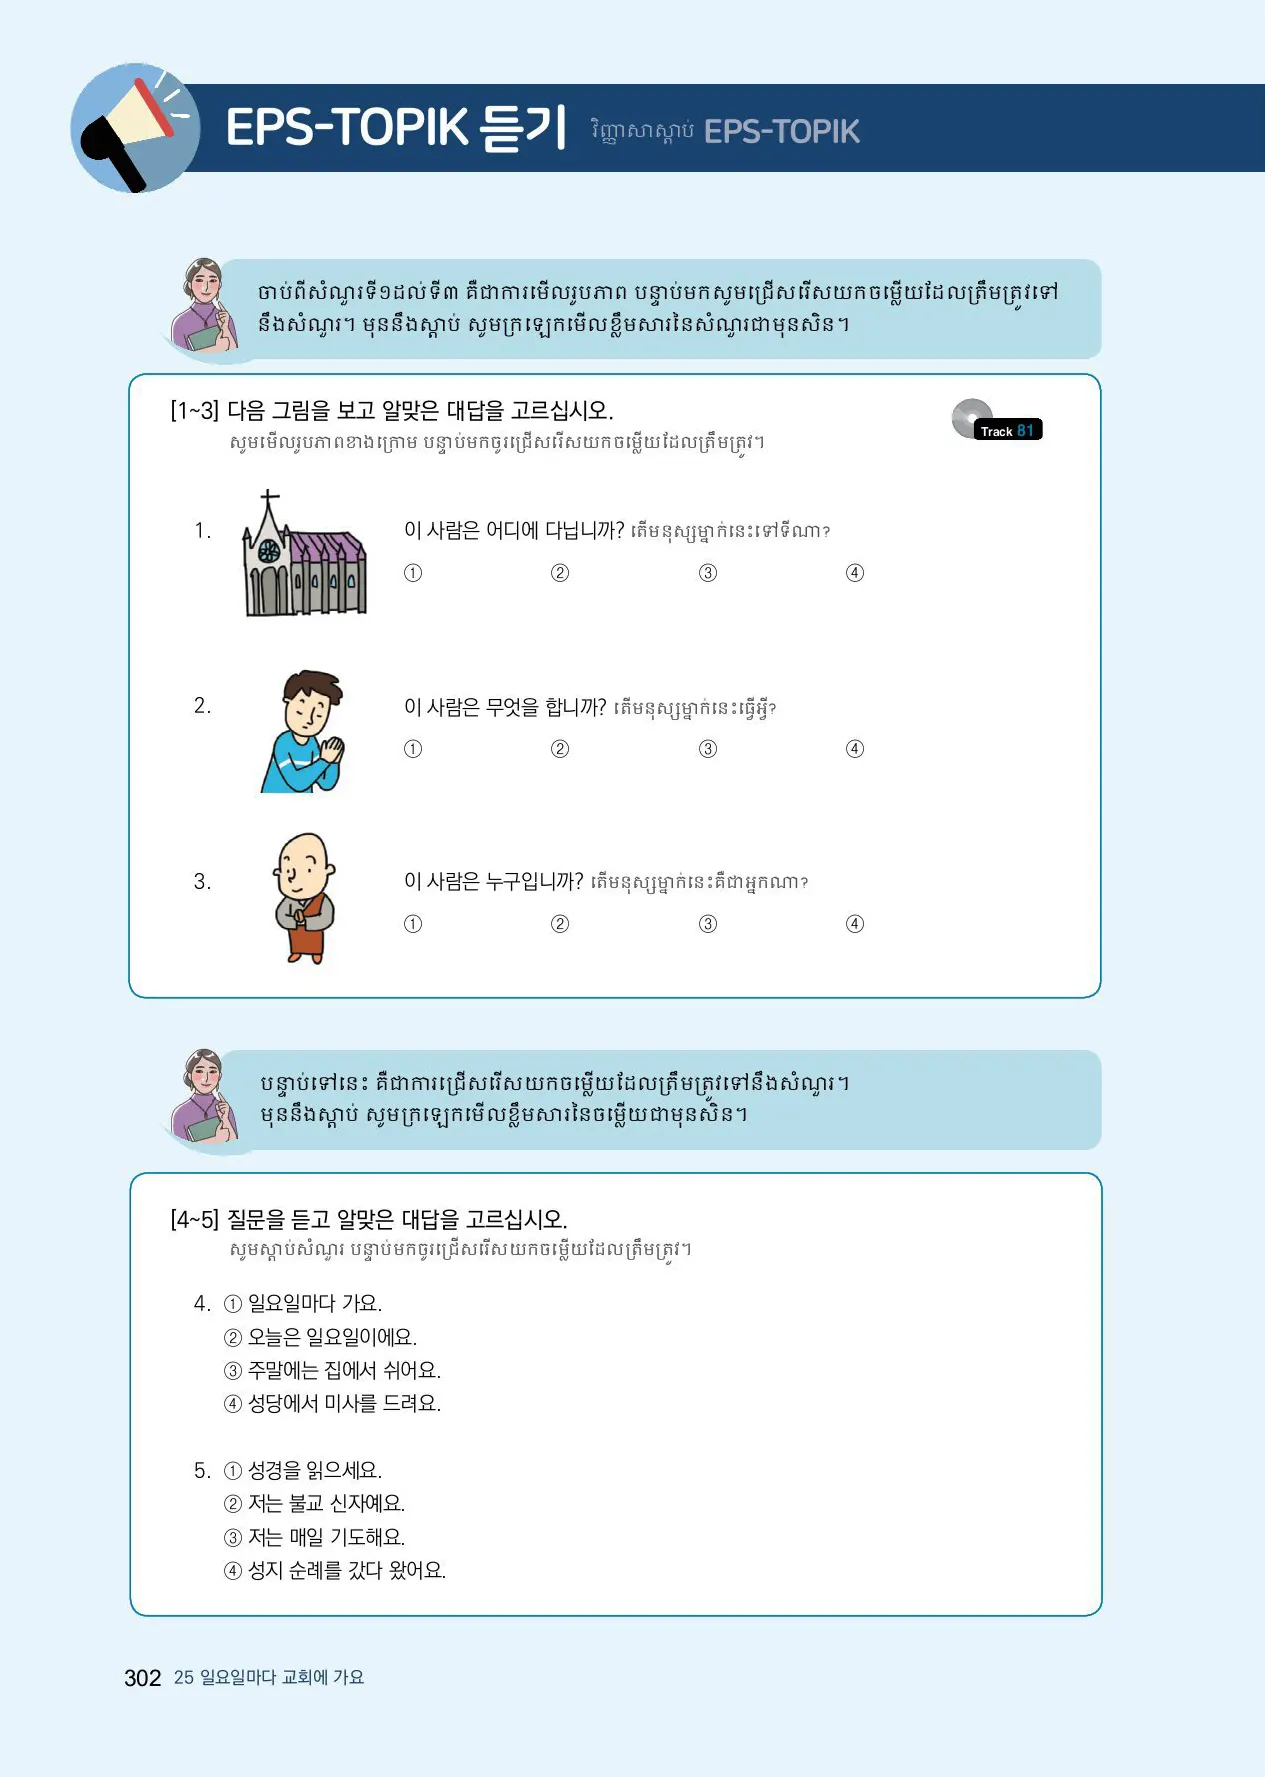 EPS-TOPIK 듣기 វិញ្ញាសាស្តាប់ EPS-TOPIK
ចាប់ពីសំណួរទី១ដល់ទី៣ គឺជាការមើលរូបភាព បន្ទាប់មកសូមជ្រើសរើសយកចម្លើយដែលត្រឹមត្រូវទៅ
នឹងសំណួរ។ មុននឹងស្តាប់ សូមក្រឡេកមើលខ្លឹមសារនៃសំណួរជាមុនសិន។
[1~3] 다음 그림을 보고 알맞은 대답을 고르십시오.
Track 81
សូមមើលរូបភាពខាងក្រោម បន្ទាប់មកចូរជ្រើសរើសយកចម្លើយដែលត្រឹមត្រូវ។
1. 이 사람은 어디에 다닙니까? តើមនុស្សម្នាក់នេះទៅទីណា?
① ② ③ ④
2. 이 사람은 무엇을 합니까? តើមនុស្សម្នាក់នេះធ្វើអ្វី?
① ② ③ ④
3. 이 사람은 누구입니까? តើមនុស្សម្នាក់នេះគឺជាអ្នកណា?
① ② ③ ④
បន្ទាប់ទៅនេះ គឺជាការជ្រើសរើសយកចម្លើយដែលត្រឹមត្រូវទៅនឹងសំណួរ។
មុននឹងស្តាប់ សូមក្រឡេកមើលខ្លឹមសារនៃចម្លើយជាមុនសិន។
[4~5] 질문을 듣고 알맞은 대답을 고르십시오.
សូមស្តាប់សំណួរ បន្ទាប់មកចូរជ្រើសរើសយកចម្លើយដែលត្រឹមត្រូវ។
4. ① 일요일마다 가요.
② 오늘은 일요일이에요.
③ 주말에는 집에서 쉬어요.
④ 성당에서 미사를 드려요.
5. ① 성경을 읽으세요.
② 저는 불교 신자예요.
③ 저는 매일 기도해요.
④ 성지 순례를 갔다 왔어요.
302 25 일요일마다 교회에 가요